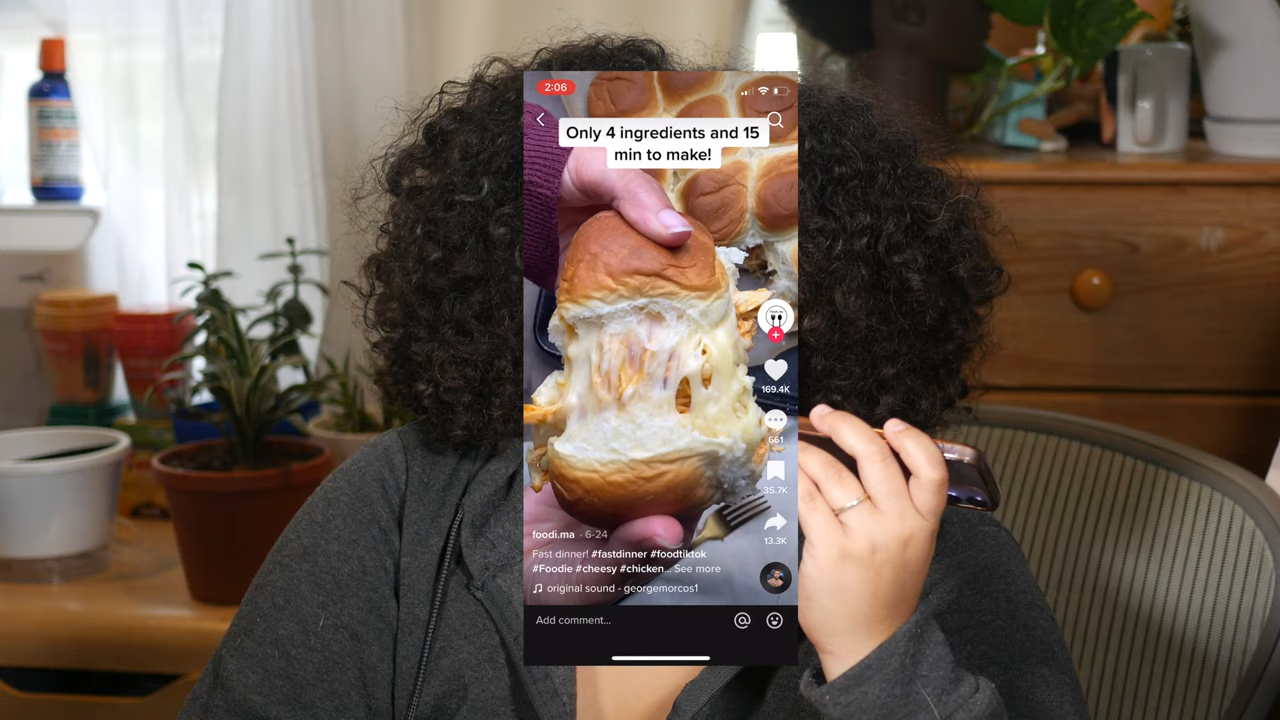 2:06
Only 4 ingredients and 15
min to make!
169.4K
661
35.7K
13.3K
foodi.ma · 6-24
Fast dinner! #fastdinner #foodtiktok
#Foodie #cheesy #chicken... See more
original sound - georgemorcos1
Add comment...